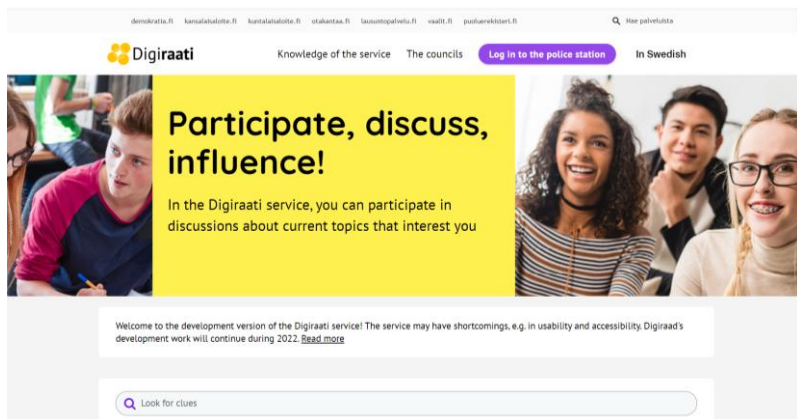 demokratia.fi kansalaisaloite.fi kuntalaisaloite.fi otakantaa.fi lausuntopalvelu.fi vaalit.fi puoluerekisteri.fi Hae palveluista
Digiraati Knowledge of the service The councils Log in to the police station In Swedish
Participate, discuss,
influence!
In the Digiraati service, you can participate in
discussions about current topics that interest you
Welcome to the development version of the Digiraati service! The service may have shortcomings, e.g. in usability and accessibility. Digiraad's
development work will continue during 2022. Read more
Look for clues